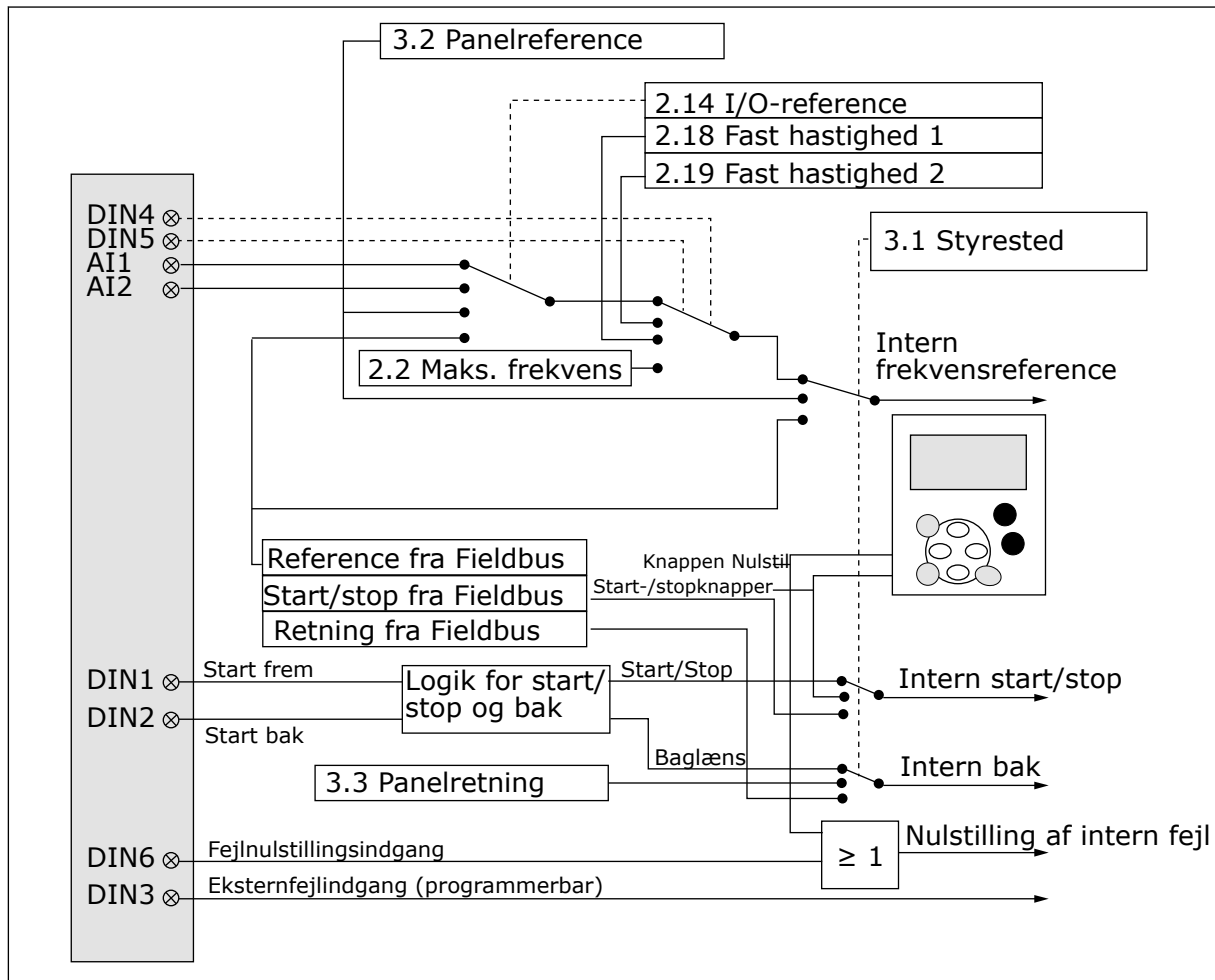 3.2 Panelreference
2.14 I/O-reference
2.18 Fast hastighed 1
2.19 Fast hastighed 2
DIN4
DIN5
AI1
AI2
3.1 Styrested
2.2 Maks. frekvens
Intern
frekvensreference
Reference fra Fieldbus
Start/stop fra Fieldbus
Retning fra Fieldbus
Knappen Nulstil
Start-/stopknapper
DIN1
Start frem
DIN2
Start bak
Logik for start/
stop og bak
Start/Stop
Intern start/stop
Baglæns
3.3 Panelretning
Intern bak
DIN6
Fejlnulstillingsindgang
≥ 1
Nulstilling af intern fejl
DIN3
Eksternfejlindgang (programmerbar)